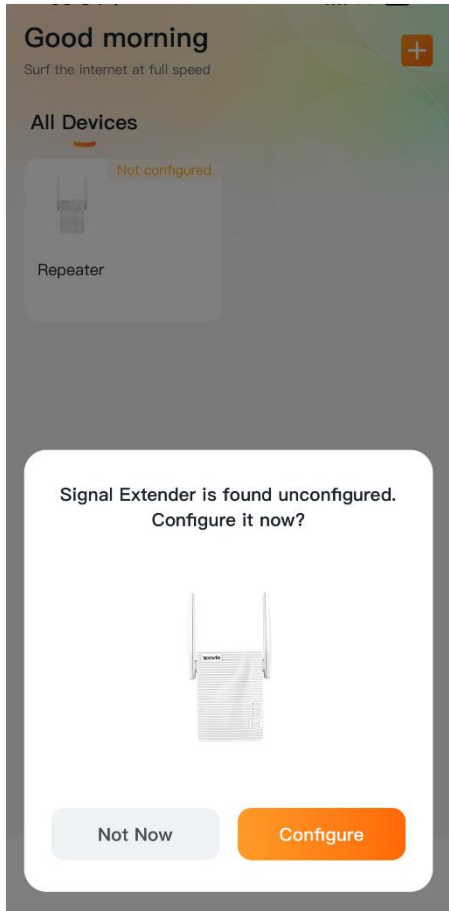 Good morning
Surf the internet at full speed
All Devices
Not configured
Repeater
Signal Extender is found unconfigured.
Configure it now?
Not Now
Configure